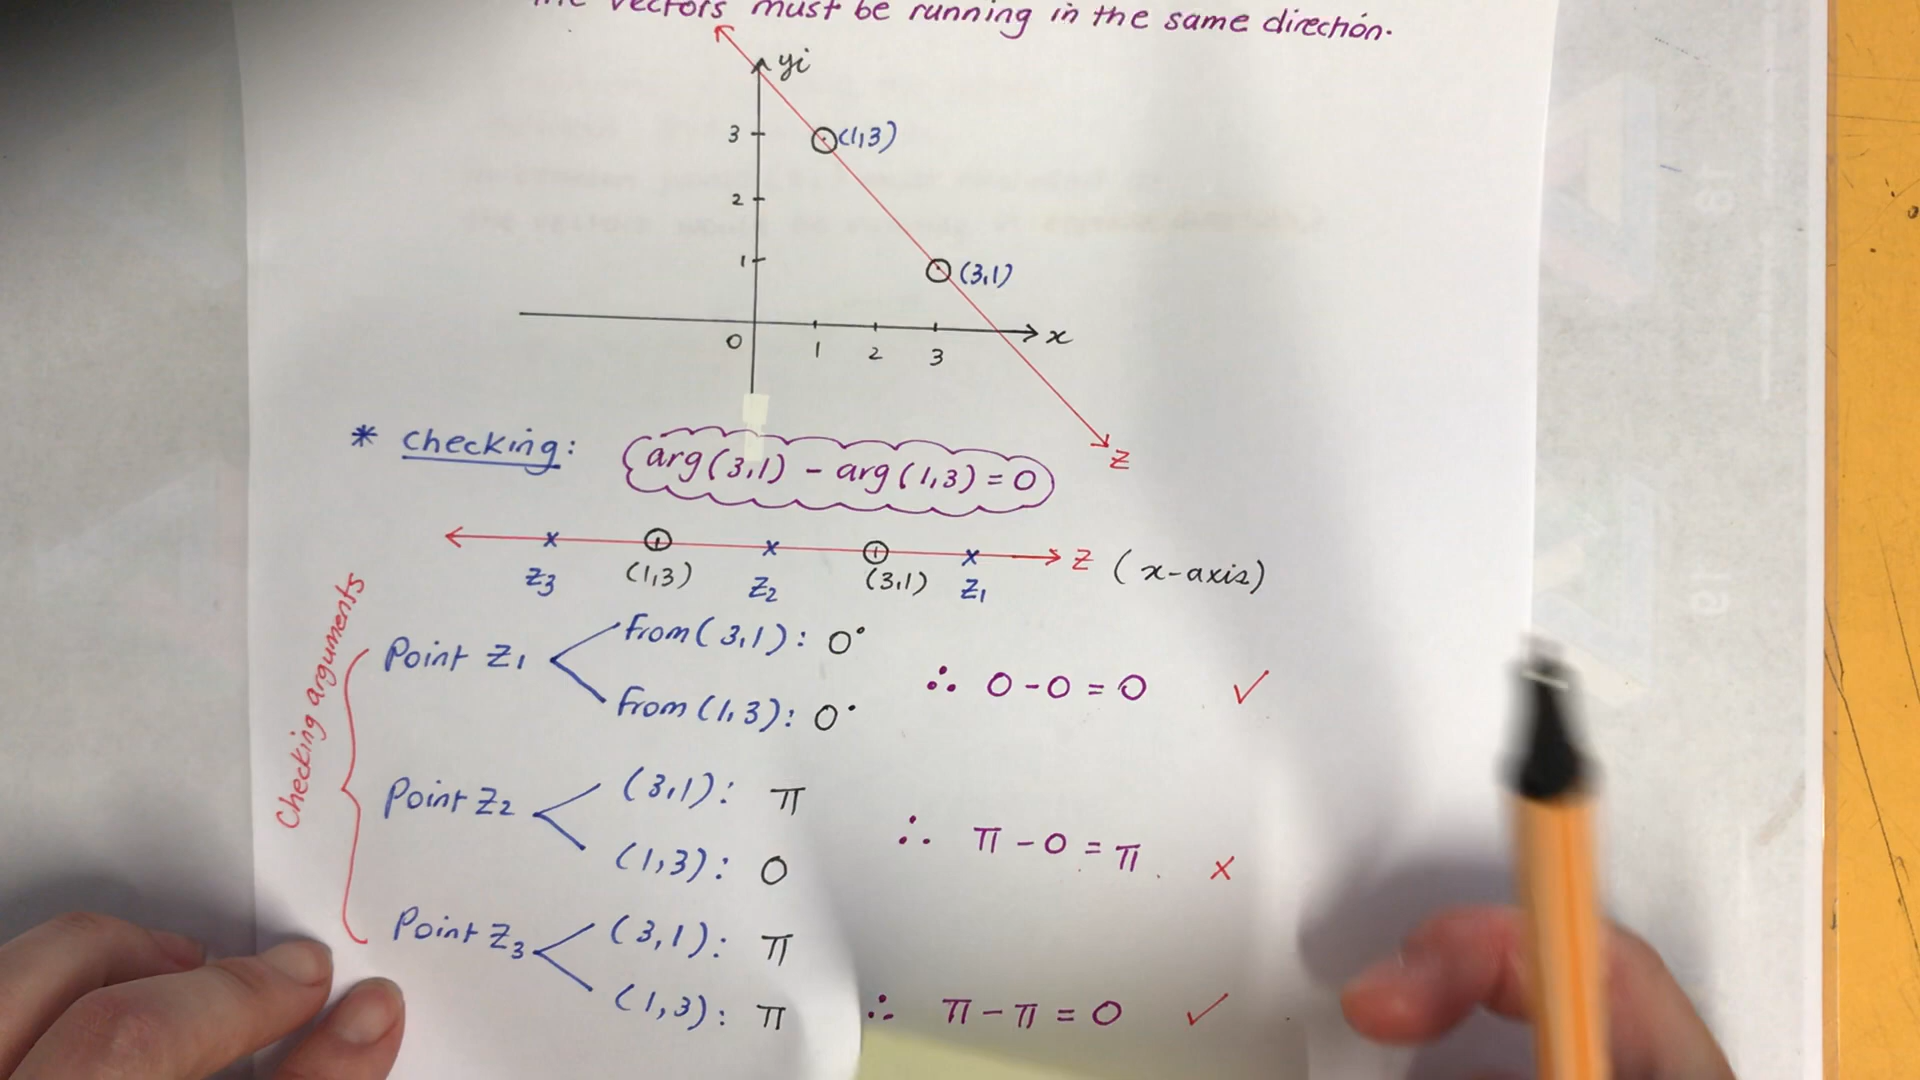 The vectors must be running in the same direction.
yi
3
(1,3)
2
1
(3,1)
0
1 2 3
x
z
* checking: arg(3,1) - arg(1,3) = 0
z (x-axis)
z3 (1,3) z2 (3,1) z1
Checking arguments
Point z1
from (3,1): 0°
from (1,3): 0°
∴ 0 - 0 = 0 ✓
Point z2
(3,1): π
(1,3): 0
∴ π - 0 = π. x
Point z3
(3,1): π
(1,3): π
∴ π - π = 0 ✓